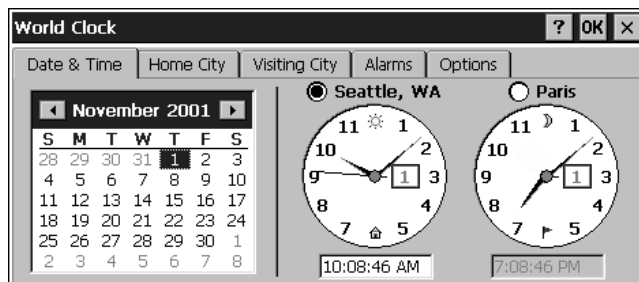 World Clock ? OK ×
Date & Time Home City Visiting City Alarms Options
November 2001
S M T W T F S
28 29 30 31 1 2 3
4 5 6 7 8 9 10
11 12 13 14 15 16 17
18 19 20 21 22 23 24
25 26 27 28 29 30 1
2 3 4 5 6 7 8
Seattle, WA
11 1
10 2
9 1 3
8 4
7 5
10:08:46 AM
Paris
11 1
10 2
9 1 3
8 4
7 5
7:08:46 PM